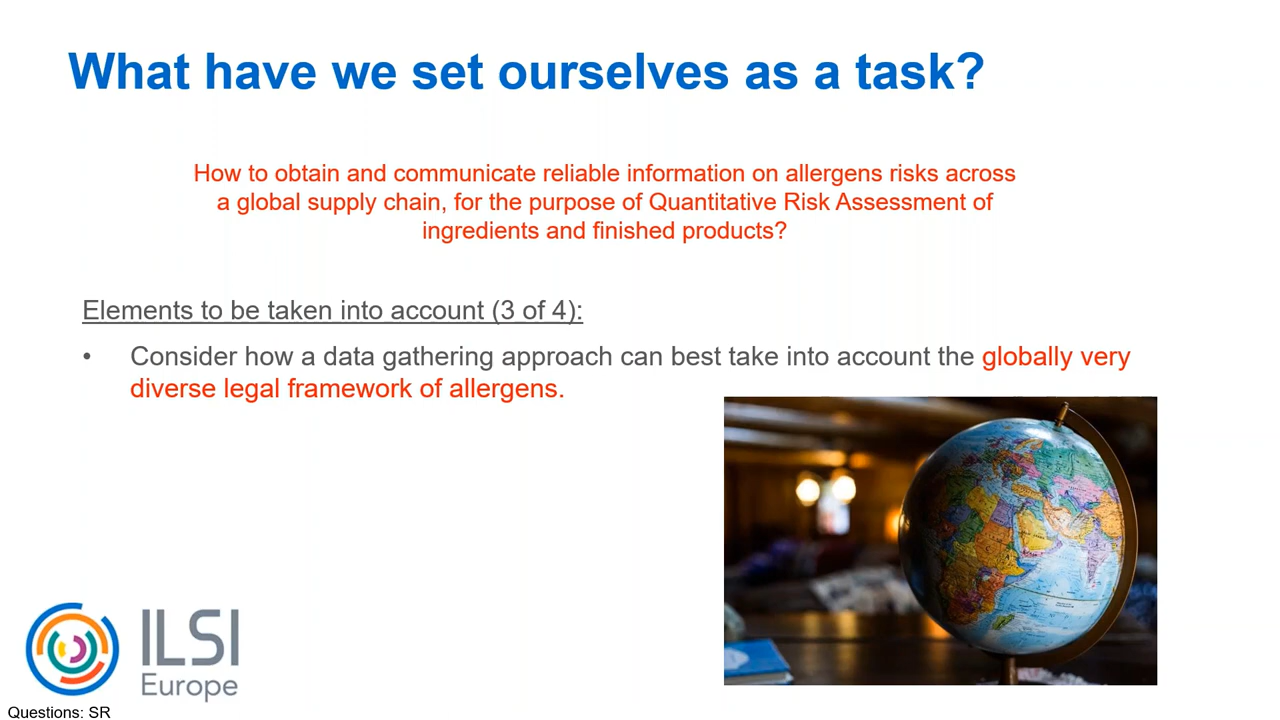 What have we set ourselves as a task?
How to obtain and communicate reliable information on allergens risks across
a global supply chain, for the purpose of Quantitative Risk Assessment of
ingredients and finished products?
Elements to be taken into account (3 of 4):
• Consider how a data gathering approach can best take into account the globally very
diverse legal framework of allergens.
ILSI
Europe
Questions: SR